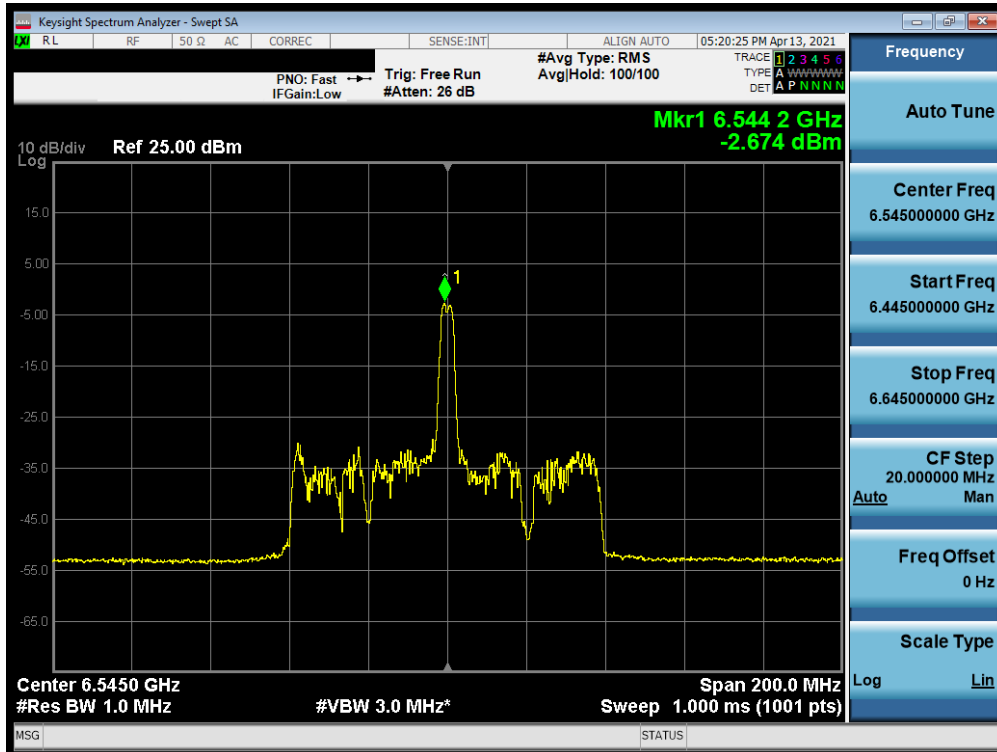 Keysight Spectrum Analyzer - Swept SA
LXI RL RF 50 Ω AC CORREC SENSE:INT ALIGN AUTO 05:20:25 PM Apr 13, 2021
PNO: Fast Trig: Free Run #Avg Type: RMS TRACE 1 2 3 4 5 6
IFGain:Low #Atten: 26 dB Avg|Hold: 100/100 TYPE A WWWWW
DET A P N N N N
Mkr1 6.544 2 GHz
-2.674 dBm
10 dB/div Ref 25.00 dBm
Log
15.0
5.00
-5.00
-15.0
-25.0
-35.0
-45.0
-55.0
-65.0
1
Center 6.5450 GHz Span 200.0 MHz
#Res BW 1.0 MHz #VBW 3.0 MHz* Sweep 1.000 ms (1001 pts)
MSG STATUS
Frequency
Auto Tune
Center Freq
6.545000000 GHz
Start Freq
6.445000000 GHz
Stop Freq
6.645000000 GHz
CF Step
20.000000 MHz
Auto Man
Freq Offset
0 Hz
Scale Type
Log Lin